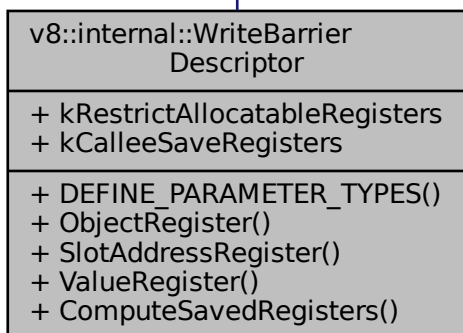 v8::internal::WriteBarrier
Descriptor
+ kRestrictAllocatableRegisters
+ kCalleeSaveRegisters
+ DEFINE_PARAMETER_TYPES()
+ ObjectRegister()
+ SlotAddressRegister()
+ ValueRegister()
+ ComputeSavedRegisters()